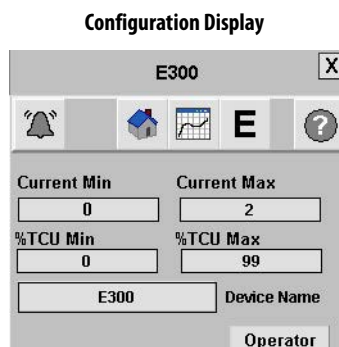 Configuration Display
E300
X
E
?
Current Min Current Max
0 2
%TCU Min %TCU Max
0 99
E300 Device Name
Operator